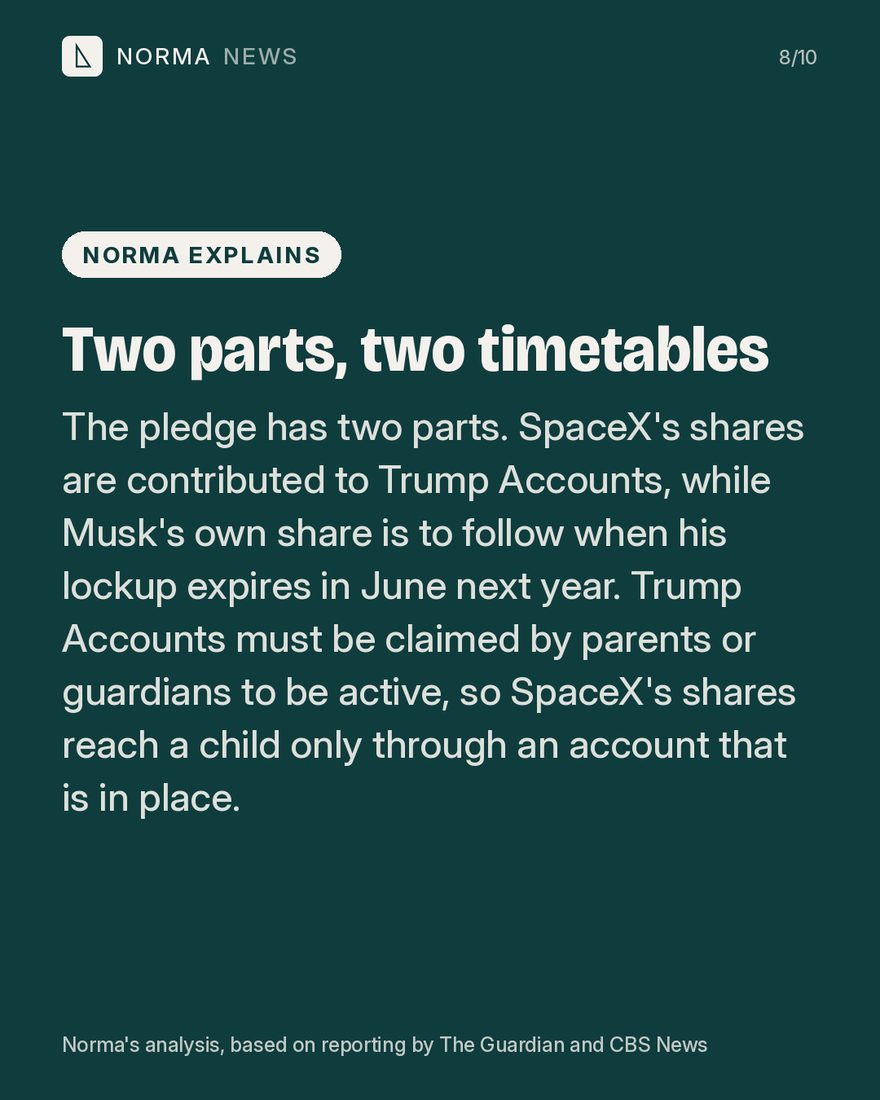 NORMA NEWS
8/10
NORMA EXPLAINS
Two parts, two timetables
The pledge has two parts. SpaceX's shares
are contributed to Trump Accounts, while
Musk's own share is to follow when his
lockup expires in June next year. Trump
Accounts must be claimed by parents or
guardians to be active, so SpaceX's shares
reach a child only through an account that
is in place.
Norma's analysis, based on reporting by The Guardian and CBS News